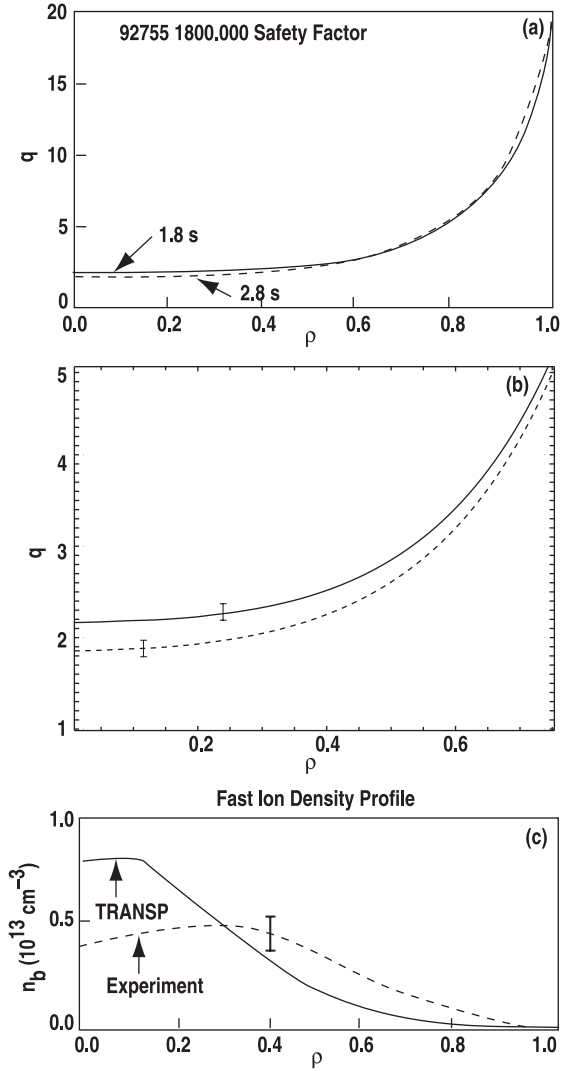 92755 1800.000 Safety Factor
(a)
20
15
10
5
0
q
1.8 s
2.8 s
0.0 0.2 0.4 0.6 0.8 1.0
ρ
(b)
5
4
3
2
1
q
0.2 0.4 0.6
ρ
Fast Ion Density Profile
(c)
1.0
0.5
0.0
n_b (10^13 cm^−3)
TRANSP
Experiment
0.0 0.2 0.4 0.6 0.8 1.0
ρ